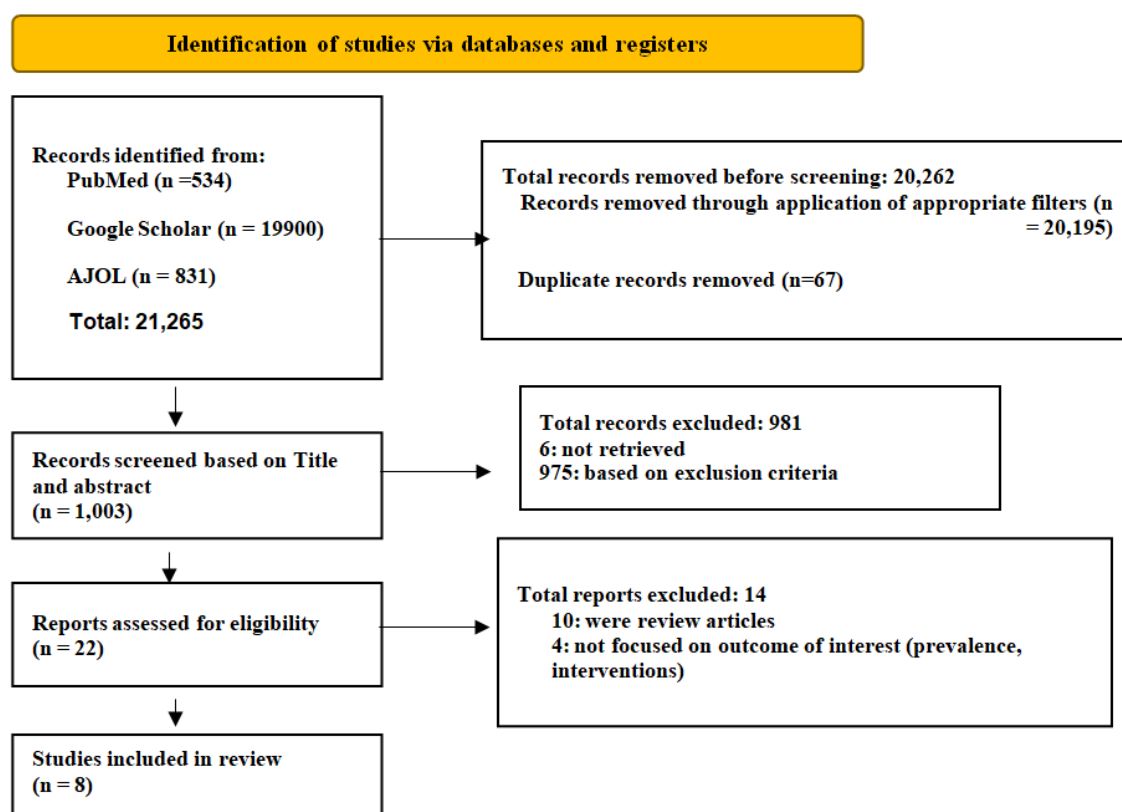 Identification of studies via databases and registers
Records identified from:
PubMed (n =534)
Google Scholar (n = 19900)
AJOL (n = 831)
Total: 21,265
Total records removed before screening: 20,262
Records removed through application of appropriate filters (n
= 20,195)
Duplicate records removed (n=67)
Records screened based on Title
and abstract
(n = 1,003)
Total records excluded: 981
6: not retrieved
975: based on exclusion criteria
Reports assessed for eligibility
(n = 22)
Total reports excluded: 14
10: were review articles
4: not focused on outcome of interest (prevalence,
interventions)
Studies included in review
(n = 8)